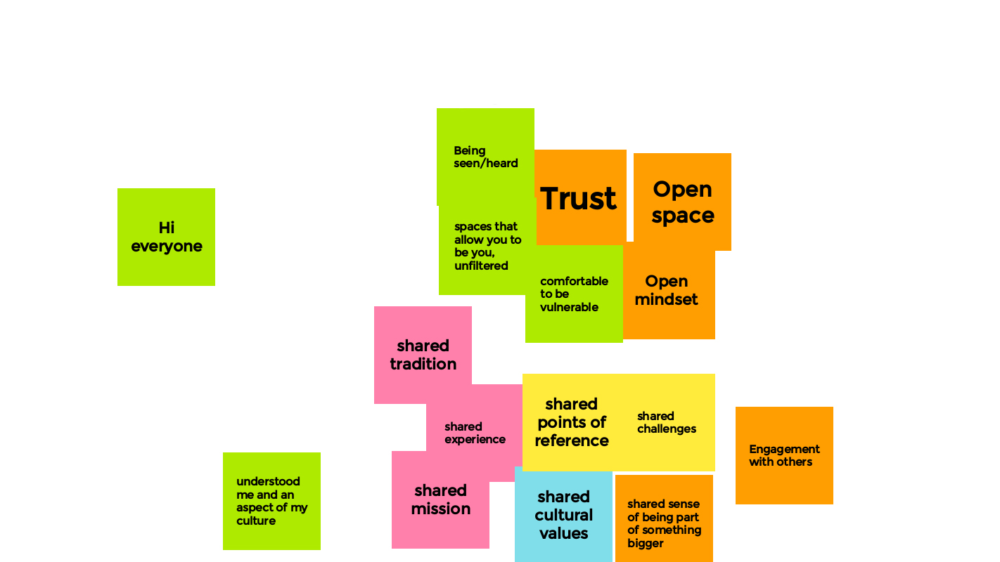 Being
seen/heard
Trust
Open
space
Hi
everyone
spaces that
allow you to
be you,
unfiltered
comfortable
to be
vulnerable
Open
mindset
shared
tradition
shared
experience
shared
points of
reference
shared
challenges
Engagement
with others
understood
me and an
aspect of my
culture
shared
mission
shared
cultural
values
shared sense
of being part
of something
bigger